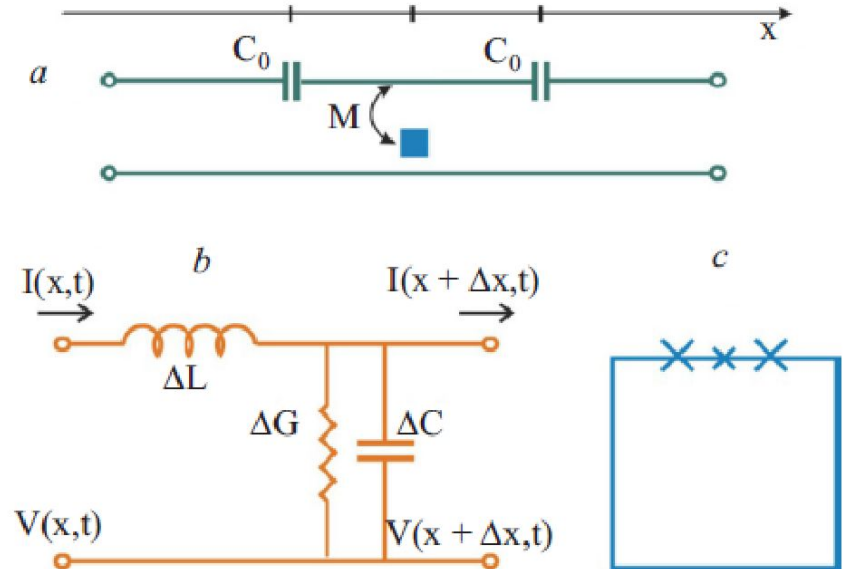 x
a
C₀ C₀
M
b c
I(x,t) I(x + Δx,t)
ΔL
ΔG ΔC
V(x,t) V(x + Δx,t)